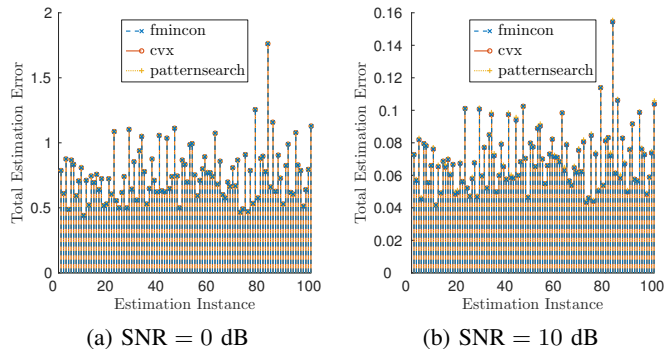 2
1.5
1
0.5
0
Total Estimation Error
fmincon
cvx
patternsearch
0 20 40 60 80 100
Estimation Instance
(a) SNR = 0 dB
0.16
0.14
0.12
0.1
0.08
0.06
0.04
0.02
0
Total Estimation Error
fmincon
cvx
patternsearch
0 20 40 60 80 100
Estimation Instance
(b) SNR = 10 dB